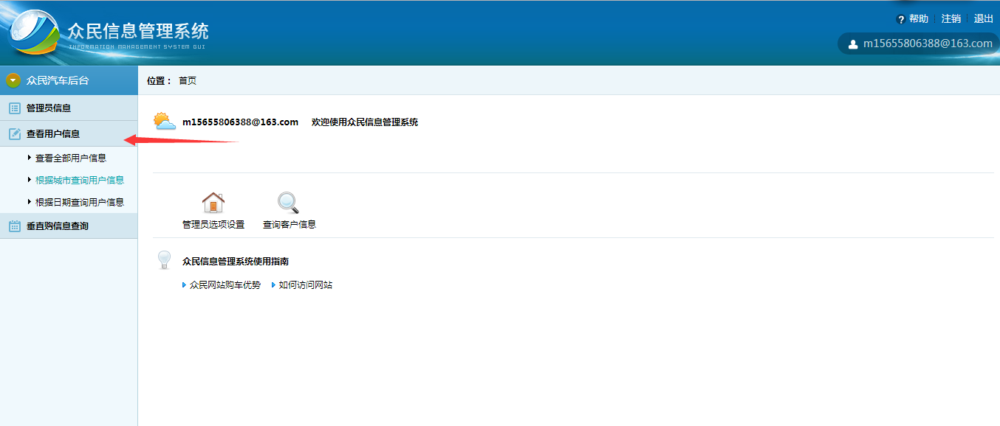 众民信息管理系统
INFORMATION MANAGEMENT SYSTEM GUI
帮助 注销 退出
m15655806388@163.com
众民汽车后台
位置： 首页
管理员信息
查看用户信息
查看全部用户信息
根据城市查询用户信息
根据日期查询用户信息
垂直购信息查询
m15655806388@163.com 欢迎使用众民信息管理系统
管理员选项设置 查询客户信息
众民信息管理系统使用指南
众民网站购车优势 如何访问网站